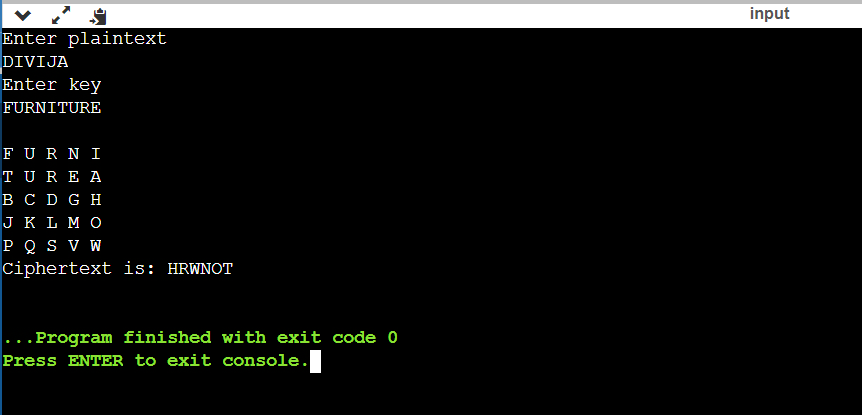 input
Enter plaintext
DIVIJA
Enter key
FURNITURE
F U R N I
T U R E A
B C D G H
J K L M O
P Q S V W
Ciphertext is: HRWNOT
...Program finished with exit code 0
Press ENTER to exit console.